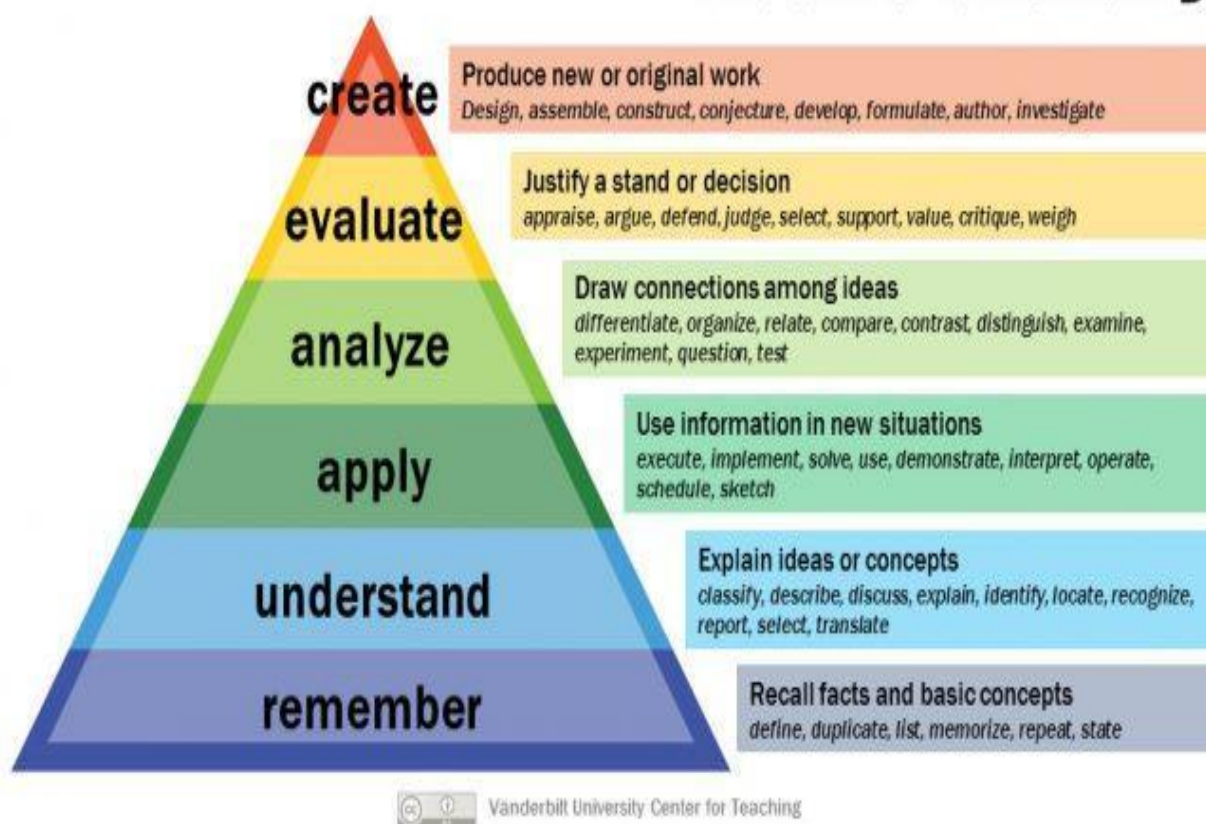 create
Produce new or original work
Design, assemble, construct, conjecture, develop, formulate, author, investigate
evaluate
Justify a stand or decision
appraise, argue, defend, judge, select, support, value, critique, weigh
analyze
Draw connections among ideas
differentiate, organize, relate, compare, contrast, distinguish, examine,
experiment, question, test
apply
Use information in new situations
execute, implement, solve, use, demonstrate, interpret, operate,
schedule, sketch
understand
Explain ideas or concepts
classify, describe, discuss, explain, identify, locate, recognize,
report, select, translate
remember
Recall facts and basic concepts
define, duplicate, list, memorize, repeat, state
cc
Vanderbilt University Center for Teaching